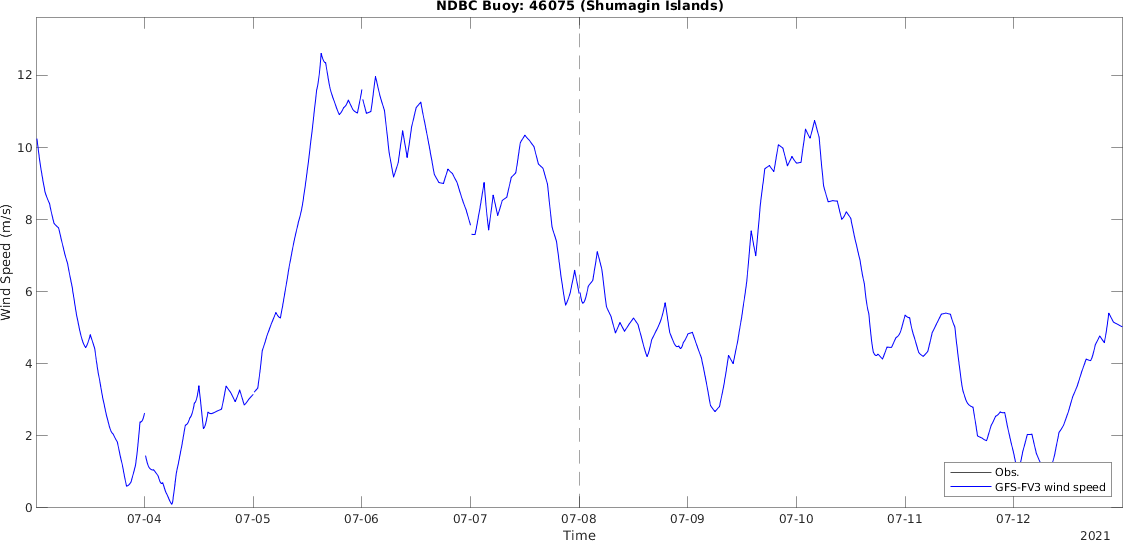 NDBC Buoy: 46075 (Shumagin Islands)
Wind Speed (m/s)
12
10
8
6
4
2
0
Obs.
GFS-FV3 wind speed
07-04 07-05 07-06 07-07 07-08 07-09 07-10 07-11 07-12
Time
2021